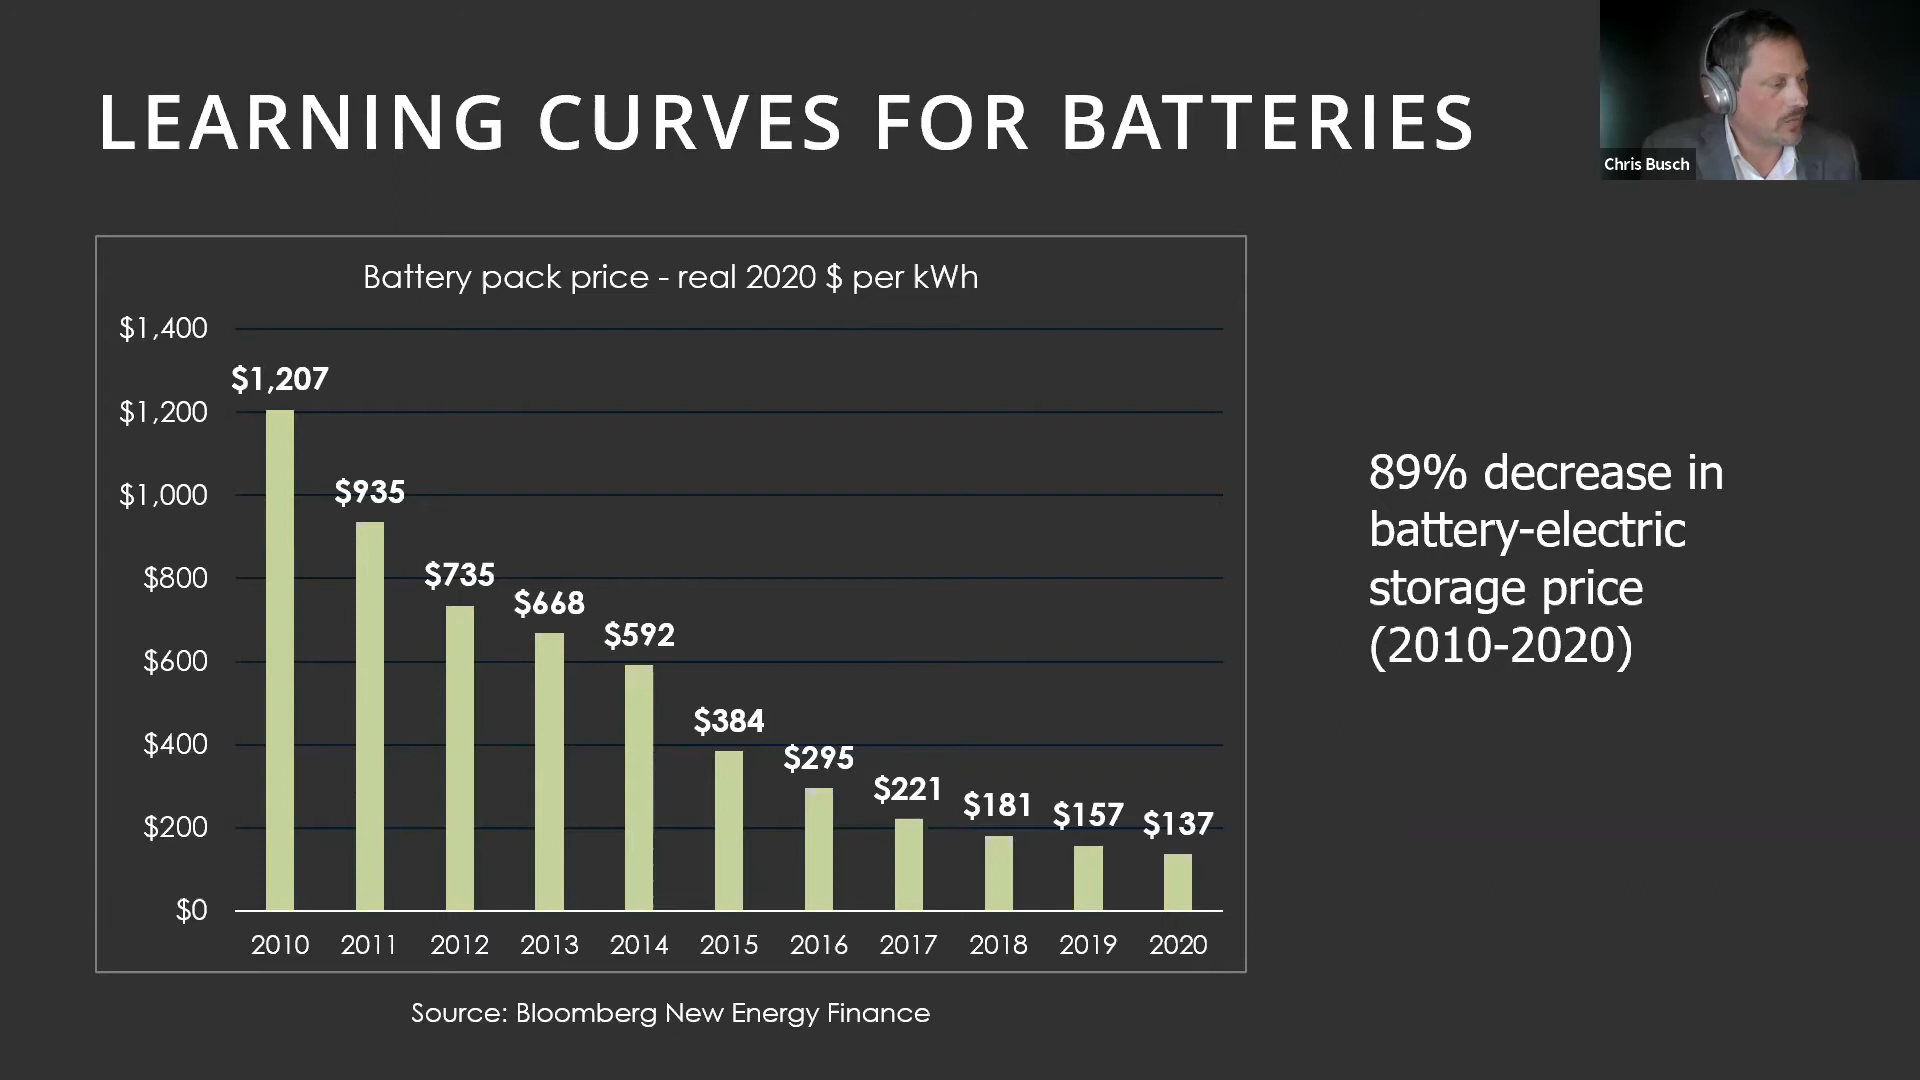 LEARNING CURVES FOR BATTERIES
Chris Busch
Battery pack price - real 2020 $ per kWh
$1,400
$1,200
$1,000
$800
$600
$400
$200
$0
$1,207
$935
$735
$668
$592
$384
$295
$221
$181
$157
$137
2010 2011 2012 2013 2014 2015 2016 2017 2018 2019 2020
Source: Bloomberg New Energy Finance
89% decrease in
battery-electric
storage price
(2010-2020)